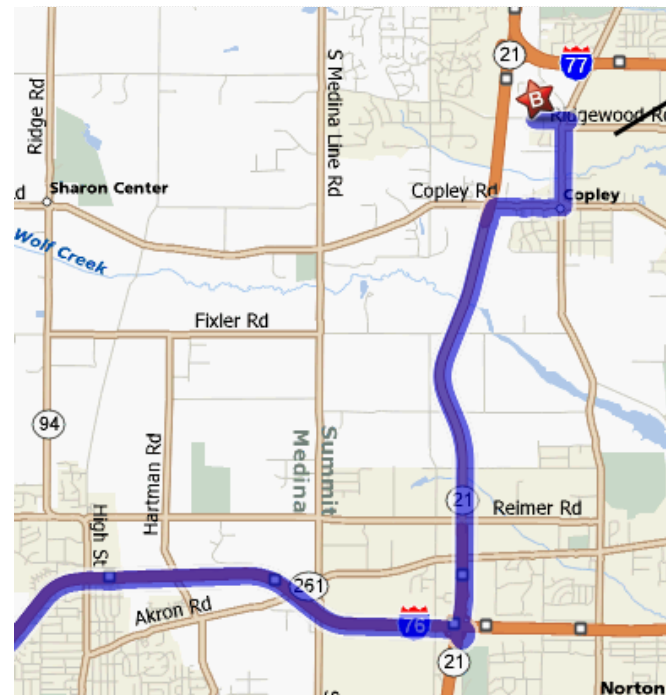 21
77
B
Ridgewood
Ridge Rd
S Medina Line Rd
Sharon Center
Copley Rd
Copley
Wolf Creek
Fixler Rd
94
Hartman Rd
Summit
Medina
21
Reimer Rd
High St
261
Akron Rd
76
21
Norton